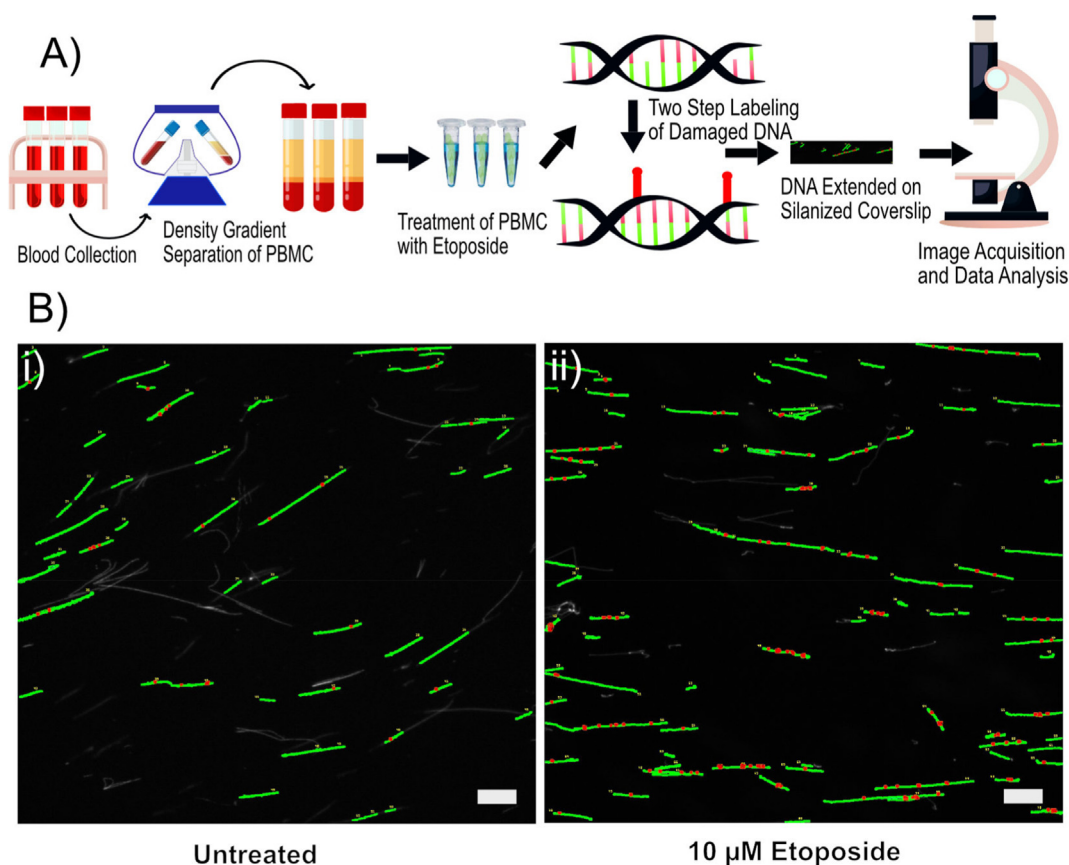 A)
Blood Collection
Density Gradient
Separation of PBMC
Treatment of PBMC
with Etoposide
Two Step Labeling
of Damaged DNA
DNA Extended on
Silanized Coverslip
Image Acquisition
and Data Analysis
B)
i)
ii)
Untreated
10 µM Etoposide